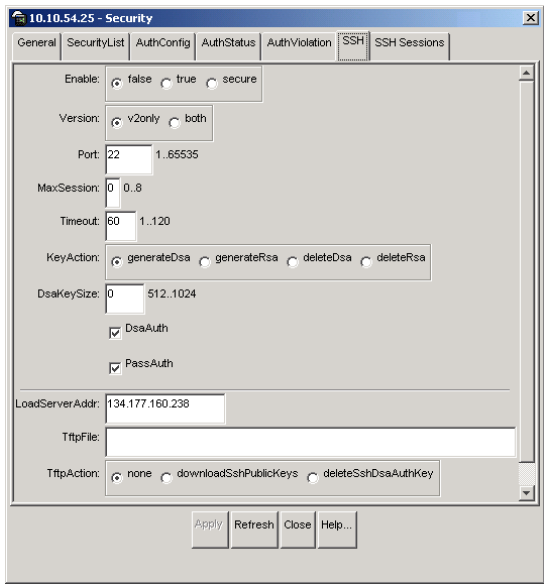 10.10.54.25 - Security
General SecurityList AuthConfig AuthStatus AuthViolation SSH SSH Sessions
Enable: false true secure
Version: v2only both
Port: 22 1..65535
MaxSession: 0 0..8
Timeout: 60 1..120
KeyAction: generateDsa generateRsa deleteDsa deleteRsa
DsaKeySize: 0 512..1024
DsaAuth
PassAuth
LoadServerAddr: 134.177.160.238
TftpFile:
TftpAction: none downloadSshPublicKeys deleteSshDsaAuthKey
Apply Refresh Close Help...